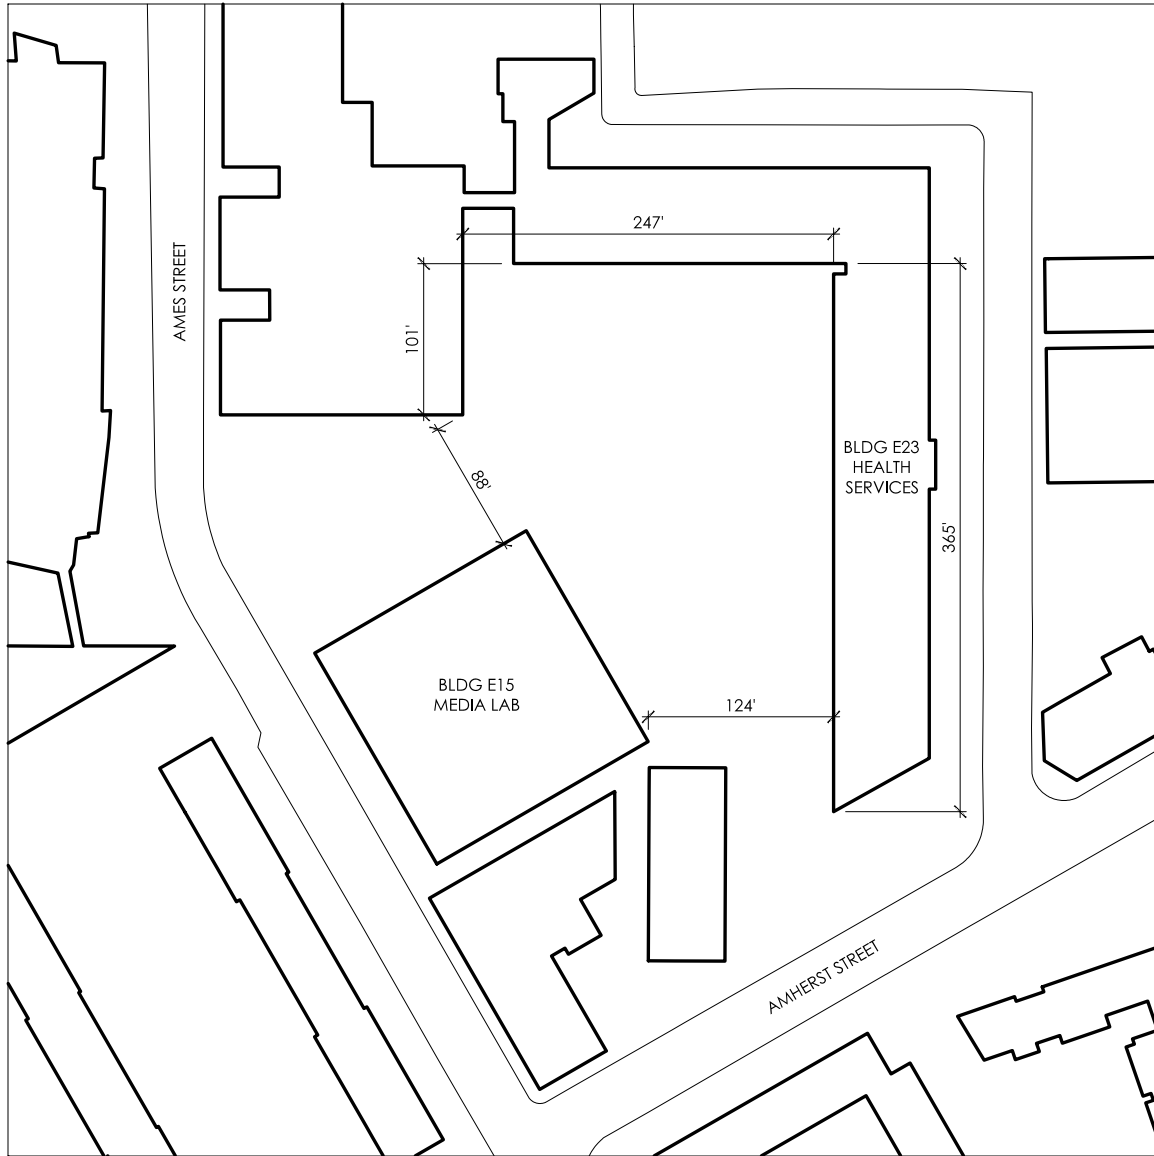 247'
AMES STREET
101'
BLDG E23
HEALTH
SERVICES
88'
365'
BLDG E15
MEDIA LAB
124'
AMHERST STREET